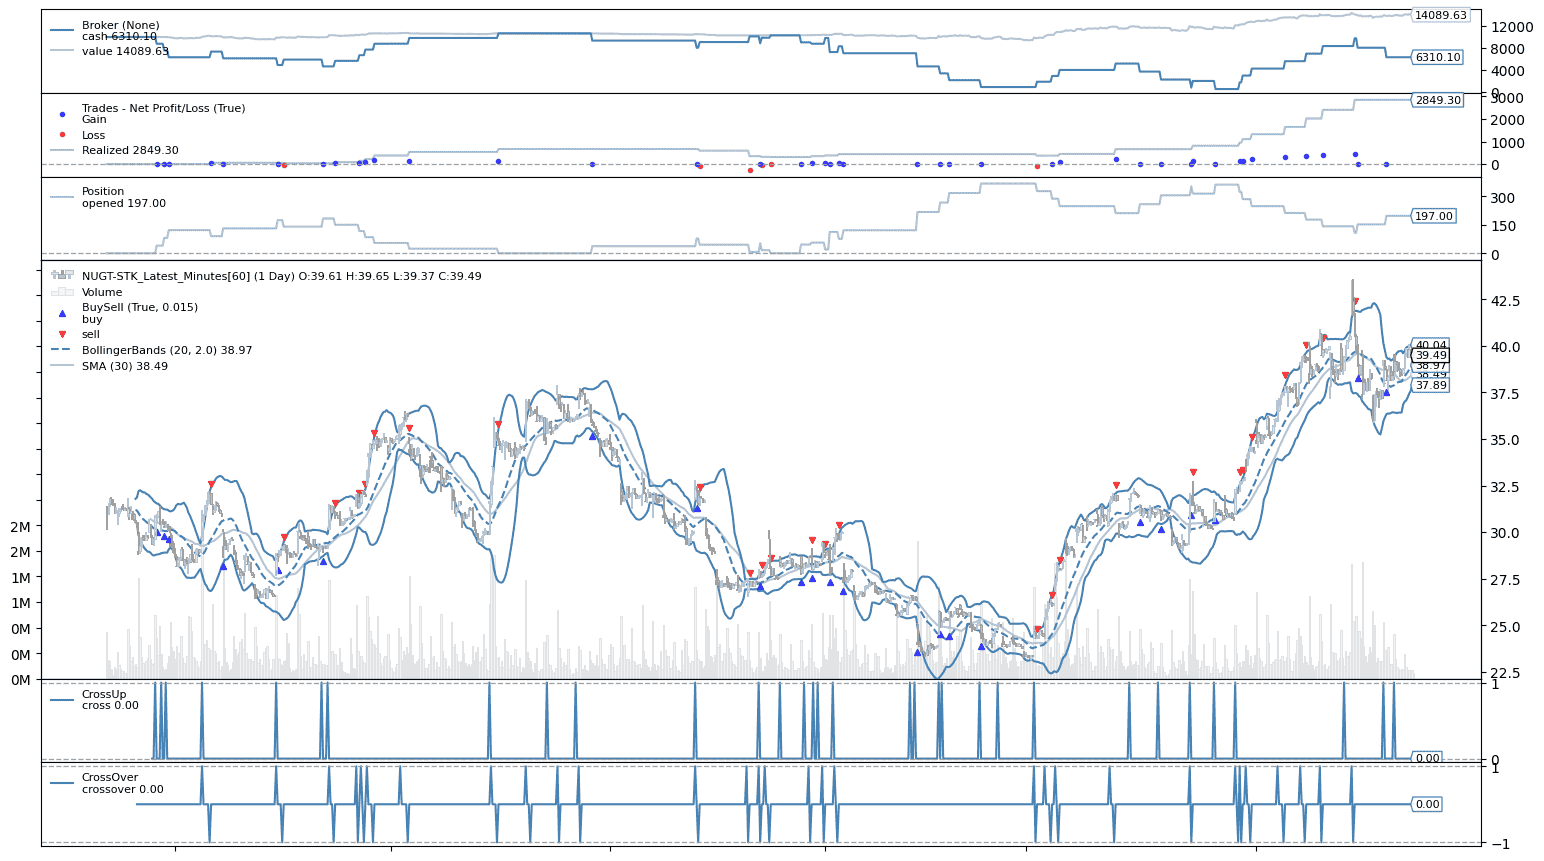 Broker (None)
cash 6310.10
value 14089.63
14089.63
12000
8000
6310.10
4000
0
Trades - Net Profit/Loss (True)
Gain
Loss
Realized 2849.30
3000
2849.30
2000
1000
0
Position
opened 197.00
300
197.00
150
0
NUGT-STK_Latest_Minutes[60] (1 Day) O:39.61 H:39.65 L:39.37 C:39.49
Volume
BuySell (True, 0.015)
buy
sell
BollingerBands (20, 2.0) 38.97
SMA (30) 38.49
42.5
40.0
40.04
39.49
38.97
38.49
37.89
37.5
35.0
32.5
30.0
27.5
25.0
22.5
2M
2M
1M
1M
0M
0M
0M
CrossUp
cross 0.00
1
0.00
0
CrossOver
crossover 0.00
1
0.00
−1